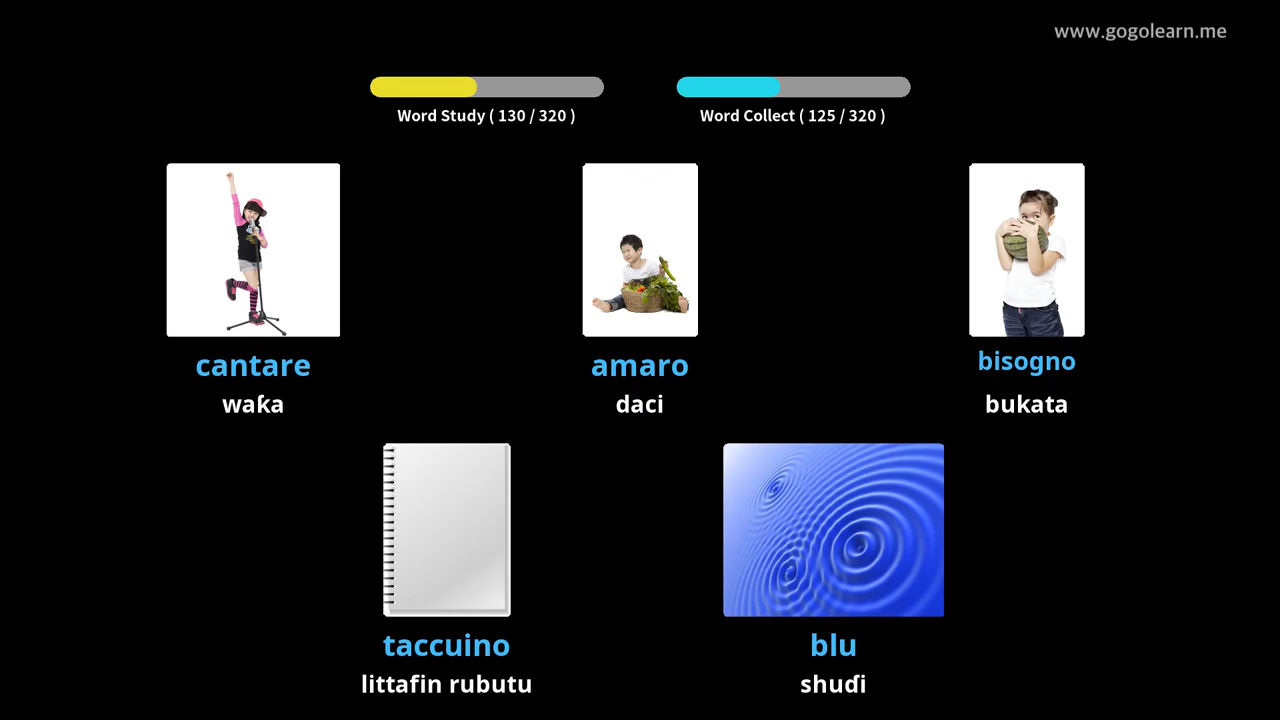 www.gogolearn.me
Word Study ( 130 / 320 )
Word Collect ( 125 / 320 )
cantare
waƙa
amaro
daci
bisogno
bukata
taccuino
littafin rubutu
blu
shuɗi